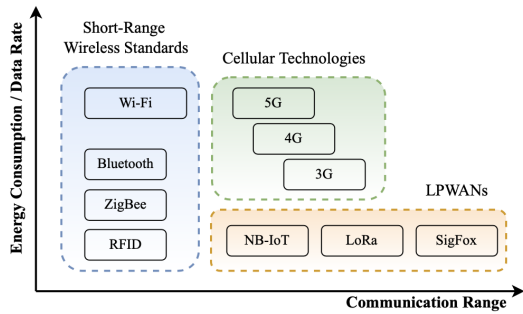 Short-Range
Wireless Standards
Cellular Technologies
Wi-Fi
5G
4G
Bluetooth
3G
ZigBee
LPWANs
RFID
NB-IoT
LoRa
SigFox
Energy Consumption / Data Rate
Communication Range